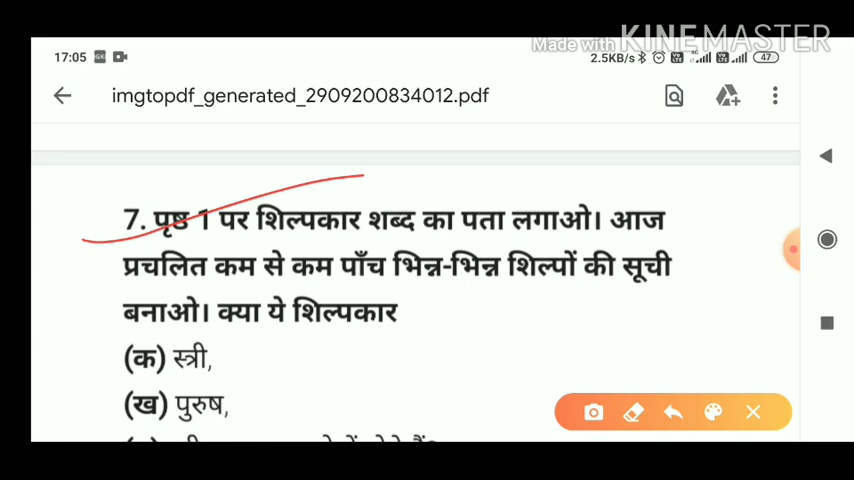 Made with KINEMASTER
17:05 2.5KB/s 4G 47
imgtopdf_generated_2909200834012.pdf
7. पृष्ठ 1 पर शिल्पकार शब्द का पता लगाओ। आज
प्रचलित कम से कम पाँच भिन्न-भिन्न शिल्पों की सूची
बनाओ। क्या ये शिल्पकार
(क) स्त्री,
(ख) पुरुष,